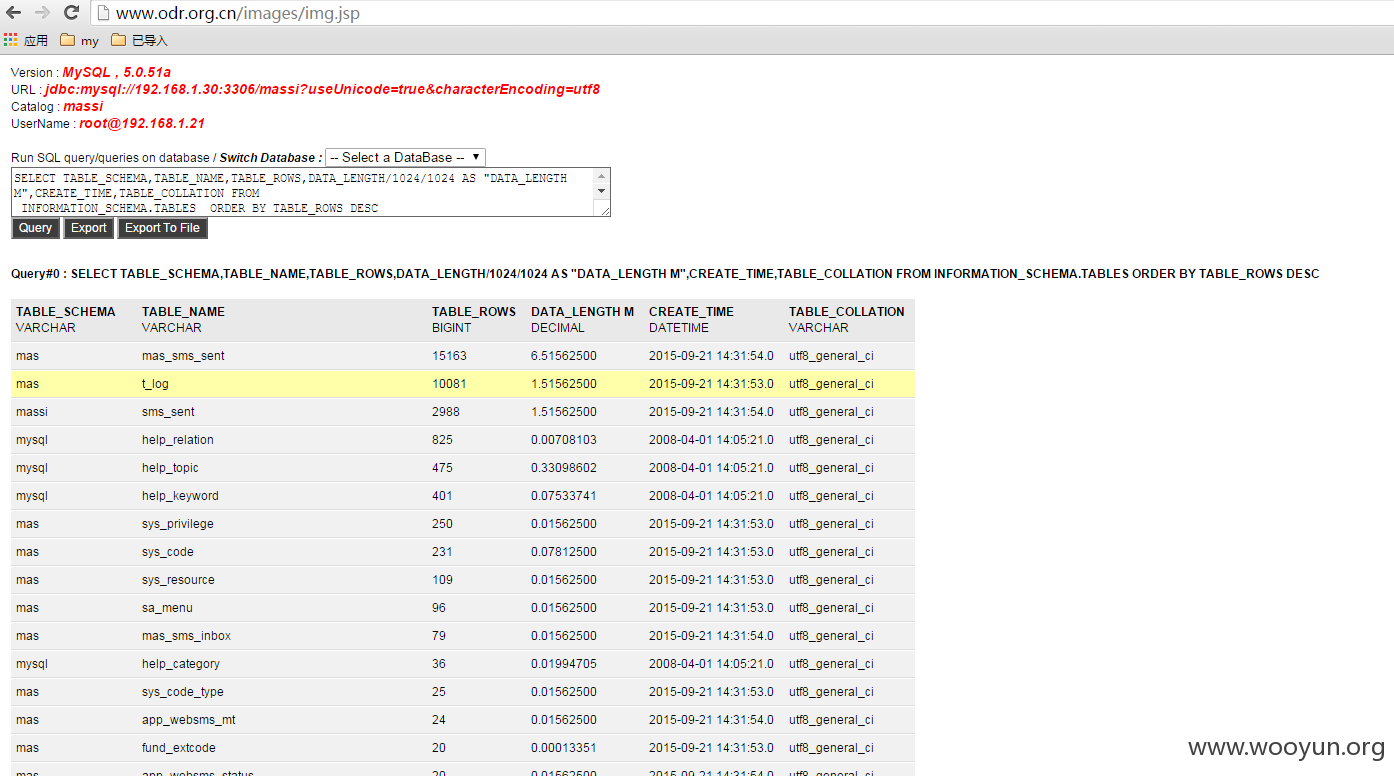 www.odr.org.cn/images/img.jsp
应用 my 已导入
Version : MySQL , 5.0.51a
URL : jdbc:mysql://192.168.1.30:3306/massi?useUnicode=true&characterEncoding=utf8
Catalog : massi
UserName : root@192.168.1.21
Run SQL query/queries on database / Switch Database : -- Select a DataBase --
SELECT TABLE_SCHEMA,TABLE_NAME,TABLE_ROWS,DATA_LENGTH/1024/1024 AS "DATA_LENGTH
M",CREATE_TIME,TABLE_COLLATION FROM
INFORMATION_SCHEMA.TABLES ORDER BY TABLE_ROWS DESC
Query Export Export To File
Query#0 : SELECT TABLE_SCHEMA,TABLE_NAME,TABLE_ROWS,DATA_LENGTH/1024/1024 AS "DATA_LENGTH M",CREATE_TIME,TABLE_COLLATION FROM INFORMATION_SCHEMA.TABLES ORDER BY TABLE_ROWS DESC
TABLE_SCHEMA TABLE_NAME TABLE_ROWS DATA_LENGTH M CREATE_TIME TABLE_COLLATION
VARCHAR VARCHAR BIGINT DECIMAL DATETIME VARCHAR
mas mas_sms_sent 15163 6.51562500 2015-09-21 14:31:54.0 utf8_general_ci
mas t_log 10081 1.51562500 2015-09-21 14:31:53.0 utf8_general_ci
massi sms_sent 2988 1.51562500 2015-09-21 14:31:54.0 utf8_general_ci
mysql help_relation 825 0.00708103 2008-04-01 14:05:21.0 utf8_general_ci
mysql help_topic 475 0.33098602 2008-04-01 14:05:21.0 utf8_general_ci
mysql help_keyword 401 0.07533741 2008-04-01 14:05:21.0 utf8_general_ci
mas sys_privilege 250 0.01562500 2015-09-21 14:31:53.0 utf8_general_ci
mas sys_code 231 0.07812500 2015-09-21 14:31:53.0 utf8_general_ci
mas sys_resource 109 0.01562500 2015-09-21 14:31:53.0 utf8_general_ci
mas sa_menu 96 0.01562500 2015-09-21 14:31:53.0 utf8_general_ci
mas mas_sms_inbox 79 0.01562500 2015-09-21 14:31:54.0 utf8_general_ci
mysql help_category 36 0.01994705 2008-04-01 14:05:21.0 utf8_general_ci
mas sys_code_type 25 0.01562500 2015-09-21 14:31:53.0 utf8_general_ci
mas app_websms_mt 24 0.01562500 2015-09-21 14:31:54.0 utf8_general_ci
mas fund_extcode 20 0.00013351 2015-09-21 14:31:53.0 utf8_general_ci
mas app_websms_status 20 0.01562500 2015-09-21 14:31:54.0 utf8_general_ci
www.wooyun.org